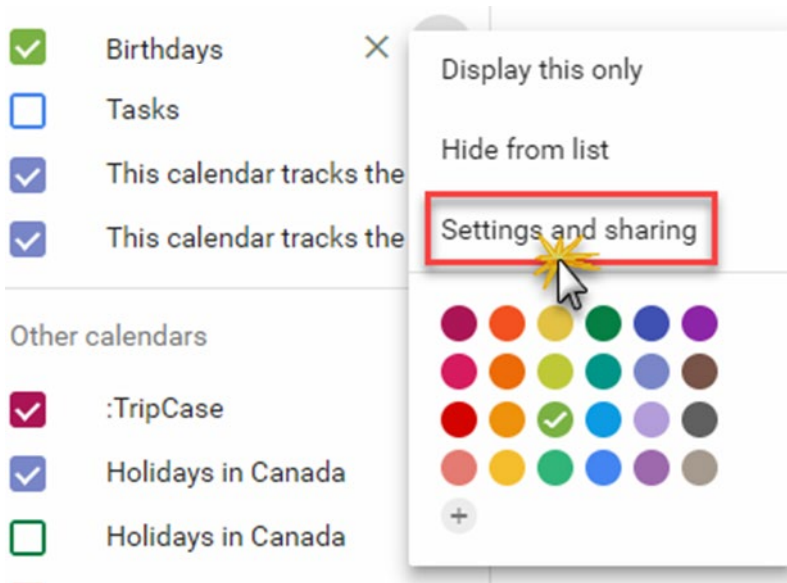 Birthdays
Tasks
This calendar tracks the
This calendar tracks the
Other calendars
:TripCase
Holidays in Canada
Holidays in Canada
Display this only
Hide from list
Settings and sharing